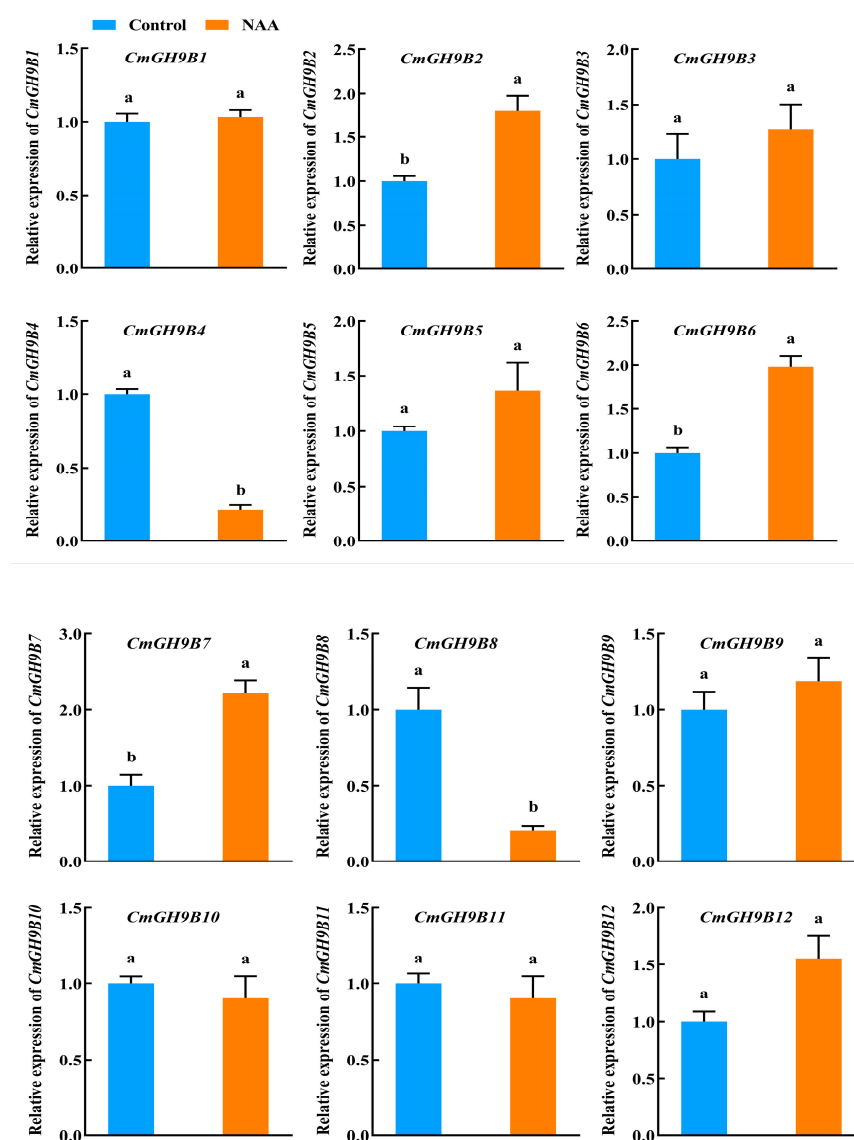 Control NAA
CmGH9B1
Relative expression of CmGH9B1
1.5
a
a
1.0
0.5
0.0
CmGH9B2
Relative expression of CmGH9B2
2.5
a
2.0
b
1.5
1.0
0.5
0.0
CmGH9B3
Relative expression of CmGH9B3
2.0
a
a
1.5
1.0
0.5
0.0
CmGH9B4
Relative expression of CmGH9B4
1.5
a
1.0
b
0.5
0.0
CmGH9B5
Relative expression of CmGH9B5
2.0
a
a
1.5
1.0
0.5
0.0
CmGH9B6
Relative expression of CmGH9B6
2.5
a
2.0
b
1.5
1.0
0.5
0.0
CmGH9B7
Relative expression of CmGH9B7
3.0
a
2.0
b
1.0
0.0
CmGH9B8
Relative expression of CmGH9B8
1.5
a
1.0
b
0.5
0.0
CmGH9B9
Relative expression of CmGH9B9
1.5
a
a
1.0
0.5
0.0
CmGH9B10
Relative expression of CmGH9B10
1.5
a
a
1.0
0.5
0.0
CmGH9B11
Relative expression of CmGH9B11
1.5
a
a
1.0
0.5
0.0
CmGH9B12
Relative expression of CmGH9B12
2.0
a
a
1.5
1.0
0.5
0.0